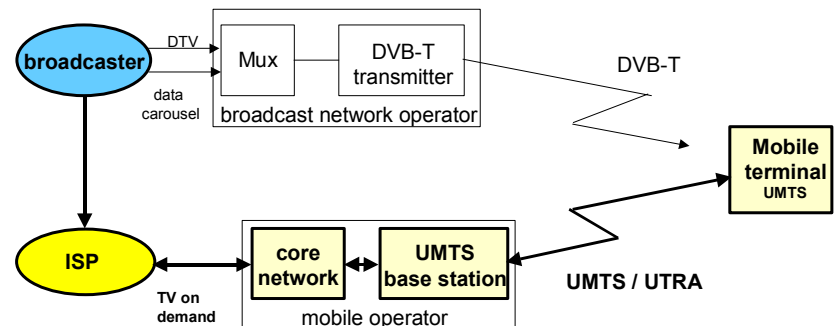 broadcaster
DTV
data
carousel
Mux
DVB-T
transmitter
broadcast network operator
DVB-T
Mobile
terminal
UMTS
ISP
TV on
demand
core
network
UMTS
base station
mobile operator
UMTS / UTRA